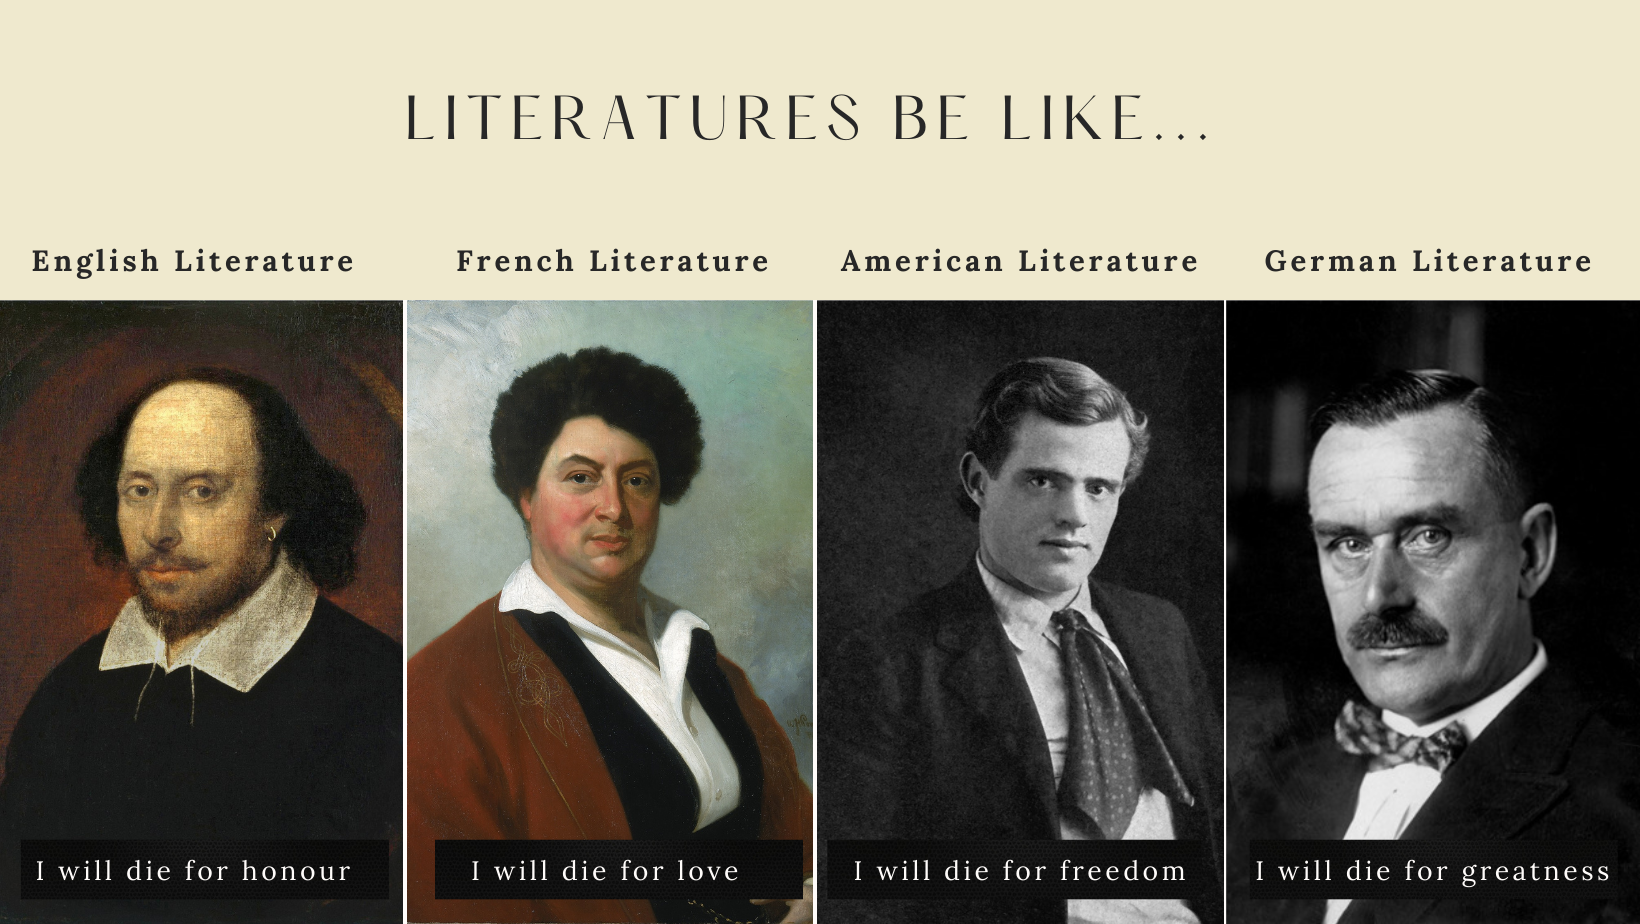 LITERATURES BE LIKE...
English Literature
French Literature
American Literature
German Literature
I will die for honour
I will die for love
I will die for freedom
I will die for greatness